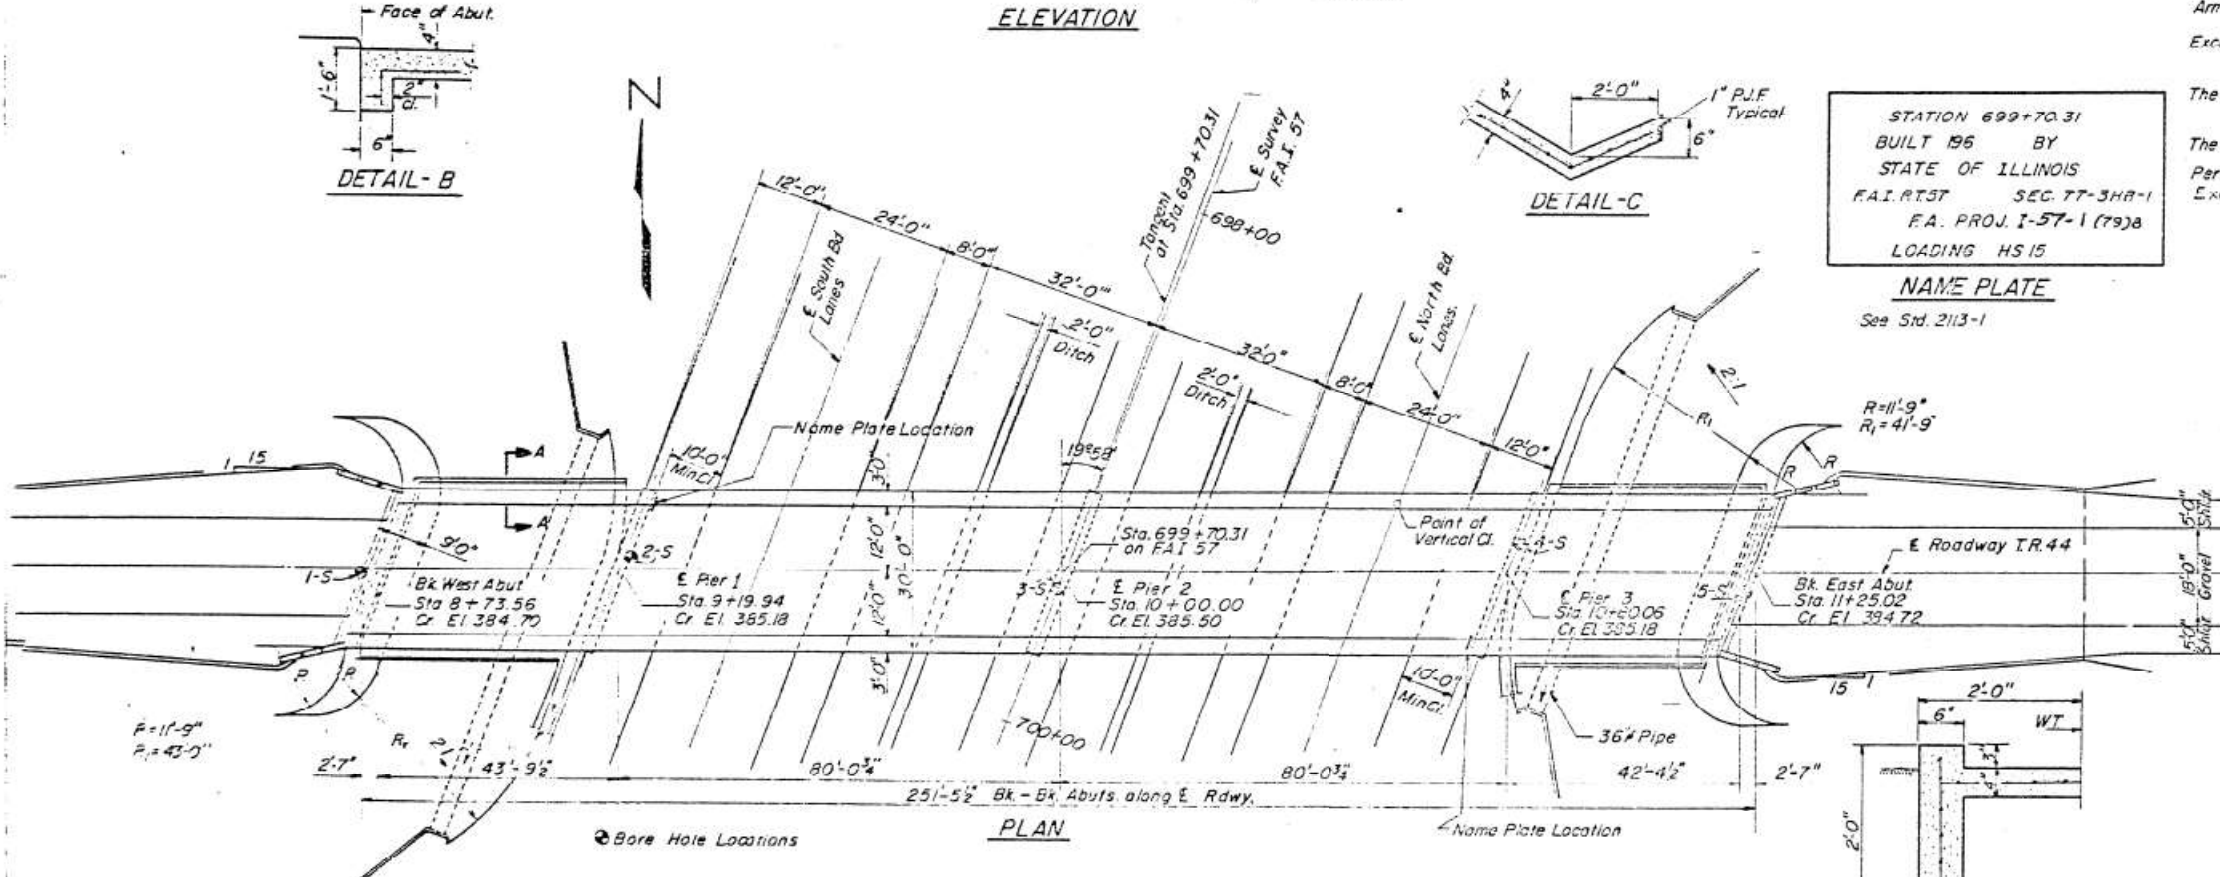 ELEVATION
Face of Abut.
4"
1'-6"
2"
cl.
6"
DETAIL - B
N
4"
2'-0"
1" P.J.F.
Typical
6"
DETAIL-C
STATION 699+70.31
BUILT 196 BY
STATE OF ILLINOIS
F.A.I. RT.57 SEC. 77-3HB-1
F.A. PROJ. I-57-1 (79)8
LOADING HS 15
NAME PLATE
See Std. 2113-1
The
The
12'-0"
24'-0"
8'-0"
32'-0"
32'-0"
8'-0"
24'-0"
12'-0"
Tangent
at Sta. 699+70.31
℄ Survey
F.A.I. 57
698+00
℄ South Bd
Lanes
2'-0"
Ditch
2'-0"
Ditch
℄ North Bd.
Lanes.
2:1
R1
R
R=11'-9"
R1=41'-9"
Name Plate Location
10'-0"
Min Cl.
3'-0"
19°58'
15
1
A
A
9'-0"
1-S
2-S
12'-0"
30'-0"
12'-0"
3'-0"
Bk. West Abut.
Sta 8+73.56
Cr. El. 384.70
℄ Pier 1
Sta. 9+19.94
Cr. El. 385.18
Sta. 699+70.31
on F.A.I. 57
3-S
℄ Pier 2
Sta. 10+00.00
Cr. El. 385.50
Point of
Vertical Cl.
4-S
℄ Pier 3
Sta. 10+80.06
Cr. El. 385.18
5-S
Bk. East Abut.
Sta. 11+25.02
Cr. El. 384.72
℄ Roadway T.R. 44
5'-0"
Shldr.
18'-0"
Gravel
5'-0"
Shldr.
10'-0"
Min Cl.
15 1
R
R
R=11'-9"
R1=43'-0"
R1
2:1
700+00
36"ø Pipe
2'-7"
43'-9½"
80'-0¾"
80'-0¾"
42'-4½"
2'-7"
251'-5½" Bk.-Bk. Abuts. along ℄ Rdwy.
PLAN
Bore Hole Locations
Name Plate Location
2'-0"
6"
W.T.
3"
4"
2'-0"